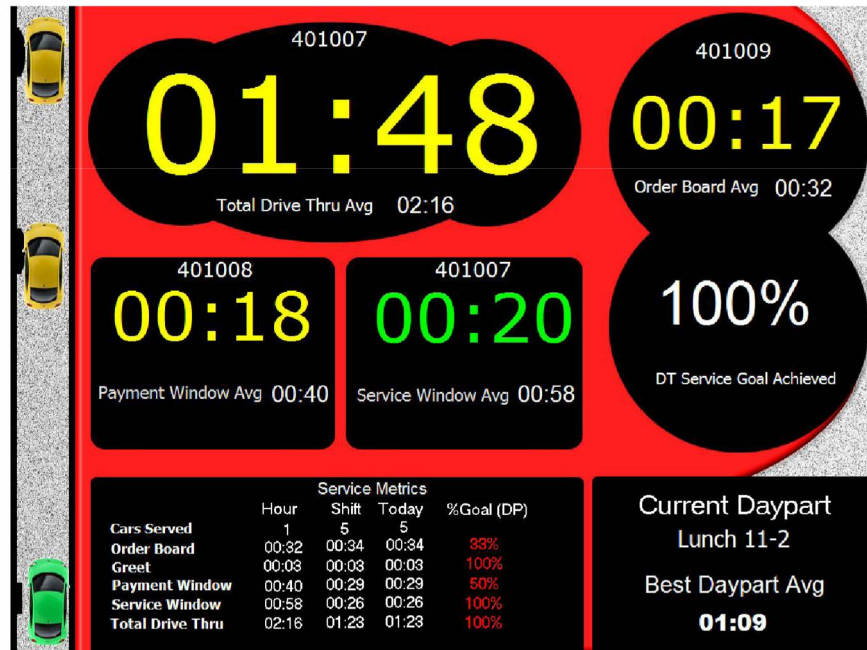 401007
01:48
Total Drive Thru Avg 02:16
401009
00:17
Order Board Avg 00:32
401008
00:18
Payment Window Avg 00:40
401007
00:20
Service Window Avg 00:58
100%
DT Service Goal Achieved
Service Metrics
Hour Shift Today %Goal (DP)
Cars Served 1 5 5
Order Board 00:32 00:34 00:34 33%
Greet 00:03 00:03 00:03 100%
Payment Window 00:40 00:29 00:29 50%
Service Window 00:58 00:26 00:26 100%
Total Drive Thru 02:16 01:23 01:23 100%
Current Daypart
Lunch 11-2
Best Daypart Avg
01:09